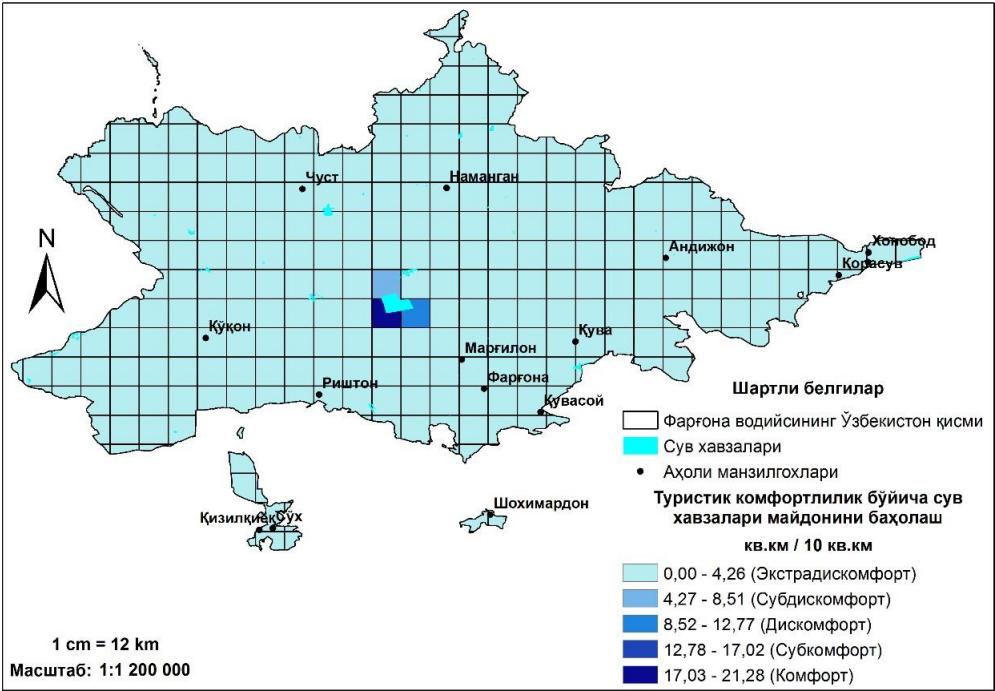 Чуст
Наманган
N
Андижон
Хонобод
Қорасув
Қўқон
Қува
Марғилон
Риштон
Фарғона
Қувасой
Шартли белгилар
Фарғона водийсининг Ўзбекистон қисми
Сув хавзалари
Аҳоли манзилгоҳлари
Туристик комфортлилик бўйича сув
хавзалари майдонини баҳолаш
кв.км / 10 кв.км
0,00 - 4,26 (Экстрадискомфорт)
4,27 - 8,51 (Субдискомфорт)
8,52 - 12,77 (Дискомфорт)
12,78 - 17,02 (Субкомфорт)
17,03 - 21,28 (Комфорт)
Шохимардон
Сўх
1 cm = 12 km
Масштаб: 1:1 200 000